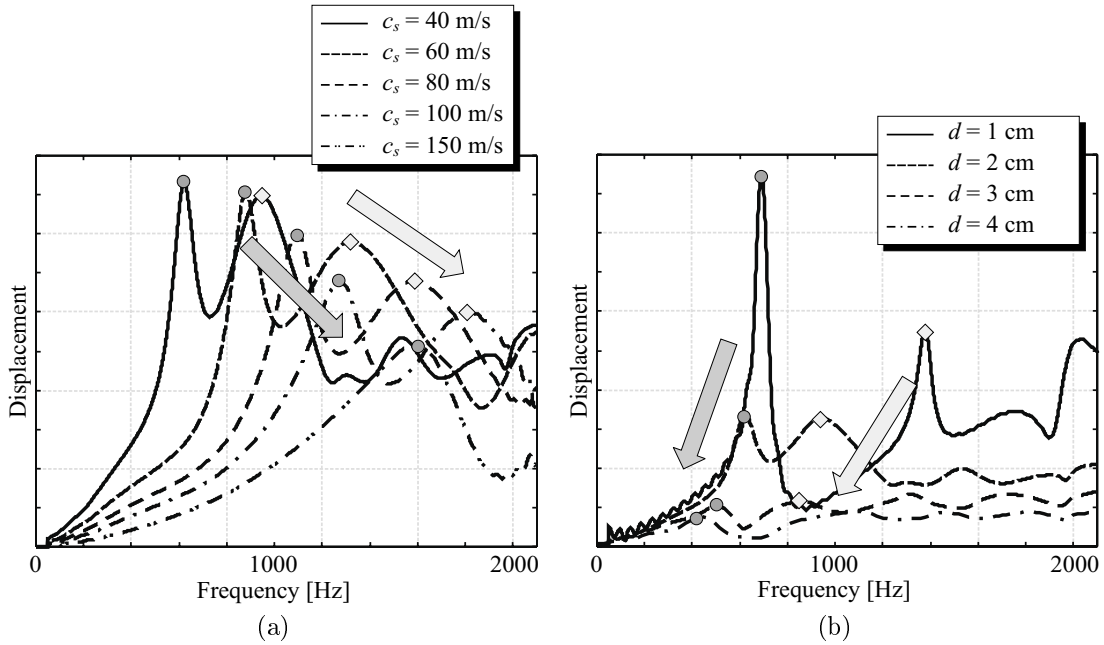 c_s = 40 m/s
c_s = 60 m/s
c_s = 80 m/s
c_s = 100 m/s
c_s = 150 m/s
Displacement
0
1000
2000
Frequency [Hz]
(a)
d = 1 cm
d = 2 cm
d = 3 cm
d = 4 cm
Displacement
0
1000
2000
Frequency [Hz]
(b)